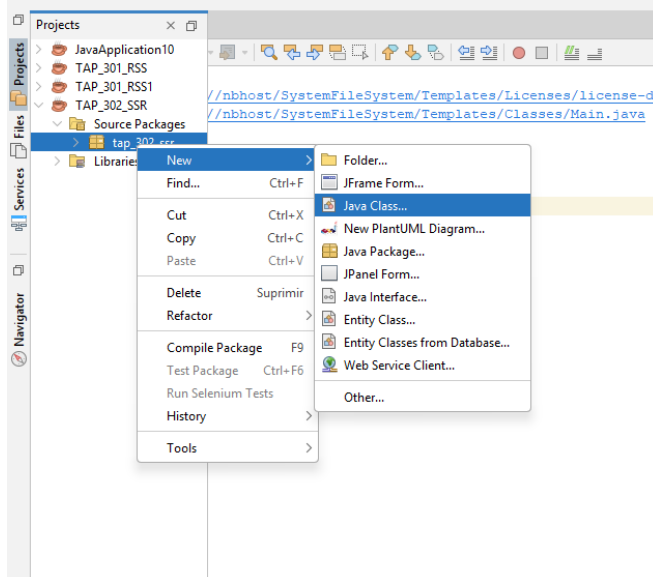 Projects
JavaApplication10
TAP_301_RSS
TAP_301_RSS1
TAP_302_SSR
Source Packages
tap_302_ssr
Libraries
Projects
Files
Services
Navigator
//nbhost/SystemFileSystem/Templates/Licenses/license-d
//nbhost/SystemFileSystem/Templates/Classes/Main.java
New
Find... Ctrl+F
Cut Ctrl+X
Copy Ctrl+C
Paste Ctrl+V
Delete Suprimir
Refactor
Compile Package F9
Test Package Ctrl+F6
Run Selenium Tests
History
Tools
Folder...
JFrame Form...
Java Class...
New PlantUML Diagram...
Java Package...
JPanel Form...
Java Interface...
Entity Class...
Entity Classes from Database...
Web Service Client...
Other...